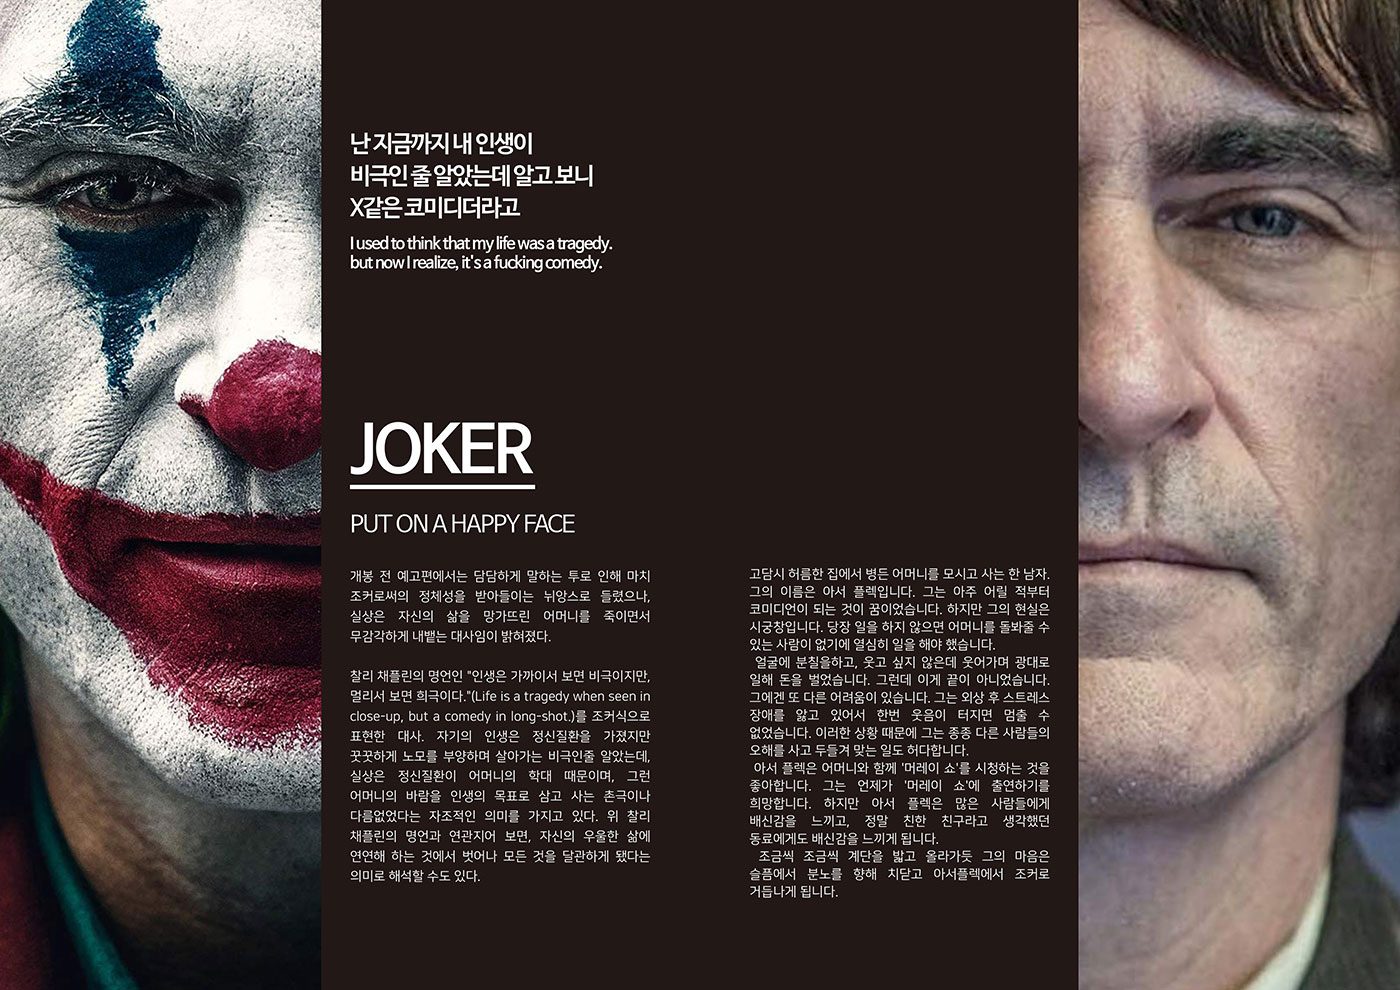 난 지금까지 내 인생이
비극인 줄 알았는데 알고 보니
X같은 코미디더라고
I used to think that my life was a tragedy.
but now I realize, it's a fucking comedy.
JOKER
PUT ON A HAPPY FACE
개봉 전 예고편에서는 담담하게 말하는 투로 인해 마치
조커로써의 정체성을 받아들이는 뉘앙스로 들렸으나,
실상은 자신의 삶을 망가뜨린 어머니를 죽이면서
무감각하게 내뱉는 대사임이 밝혀졌다.
찰리 채플린의 명언인 "인생은 가까이서 보면 비극이지만,
멀리서 보면 희극이다."(Life is a tragedy when seen in
close-up, but a comedy in long-shot.)를 조커식으로
표현한 대사. 자기의 인생은 정신질환을 가졌지만
꿋꿋하게 노모를 부양하며 살아가는 비극인줄 알았는데,
실상은 정신질환이 어머니의 학대 때문이며, 그런
어머니의 바람을 인생의 목표로 삼고 사는 촌극이나
다름없었다는 자조적인 의미를 가지고 있다. 위 찰리
채플린의 명언과 연관지어 보면, 자신의 우울한 삶에
연연해 하는 것에서 벗어나 모든 것을 달관하게 됐다는
의미로 해석할 수도 있다.
고담시 허름한 집에서 병든 어머니를 모시고 사는 한 남자.
그의 이름은 아서 플렉입니다. 그는 아주 어릴 적부터
코미디언이 되는 것이 꿈이었습니다. 하지만 그의 현실은
시궁창입니다. 당장 일을 하지 않으면 어머니를 돌봐줄 수
있는 사람이 없기에 열심히 일을 해야 했습니다.
얼굴에 분칠을하고, 웃고 싶지 않은데 웃어가며 광대로
일해 돈을 벌었습니다. 그런데 이게 끝이 아니었습니다.
그에겐 또 다른 어려움이 있습니다. 그는 외상 후 스트레스
장애를 앓고 있어서 한번 웃음이 터지면 멈출 수
없었습니다. 이러한 상황 때문에 그는 종종 다른 사람들의
오해를 사고 두들겨 맞는 일도 허다합니다.
아서 플렉은 어머니와 함께 '머레이 쇼'를 시청하는 것을
좋아합니다. 그는 언제가 '머레이 쇼'에 출연하기를
희망합니다. 하지만 아서 플렉은 많은 사람들에게
배신감을 느끼고, 정말 친한 친구라고 생각했던
동료에게도 배신감을 느끼게 됩니다.
조금씩 조금씩 계단을 밟고 올라가듯 그의 마음은
슬픔에서 분노를 향해 치닫고 아서플렉에서 조커로
거듭나게 됩니다.